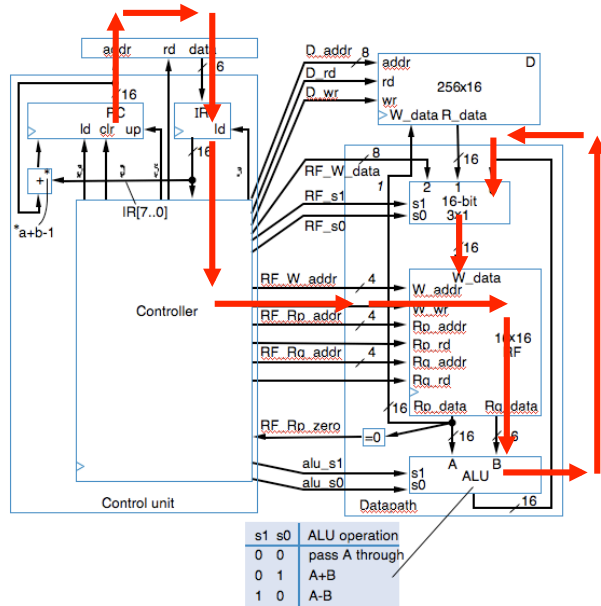 addr rd data
16
PC
IR
ld clr up
ld
16
+
*
*a+b-1
IR[7..0]
Controller
Control unit
D_addr 8
D_rd
D_wr
addr D
rd
256x16
wr
W_data R_data
RF_W_data 8
1
16
RF_s1
RF_s0
2 1
s1 16-bit
s0 3x1
16
RF_W_addr 4
W_data
W_addr
W_wr
RF_Rp_addr 4
Rp_addr
Rp_rd
16x16
RF
RF_Rq_addr 4
Rq_addr
Rq_rd
Rp_data Rq_data
16
RF_Rp_zero
=0
16
A B
alu_s1
s1 ALU
alu_s0
s0
16
Datapath
s1 s0 ALU operation
0 0 pass A through
0 1 A+B
1 0 A-B